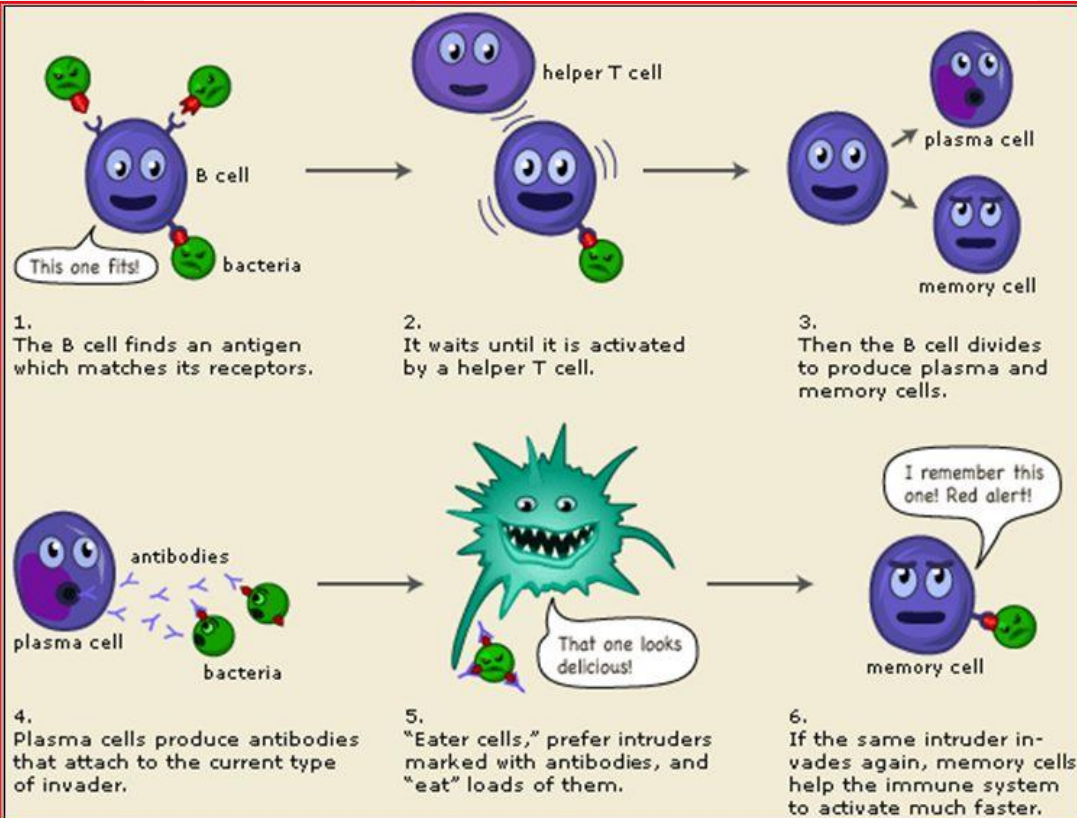 helper T cell
B cell
This one fits!
bacteria
plasma cell
memory cell
1.
The B cell finds an antigen
which matches its receptors.
2.
It waits until it is activated
by a helper T cell.
3.
Then the B cell divides
to produce plasma and
memory cells.
antibodies
plasma cell
bacteria
That one looks
delicious!
I remember this
one! Red alert!
memory cell
4.
Plasma cells produce antibodies
that attach to the current type
of invader.
5.
“Eater cells,” prefer intruders
marked with antibodies, and
“eat” loads of them.
6.
If the same intruder in-
vades again, memory cells
help the immune system
to activate much faster.